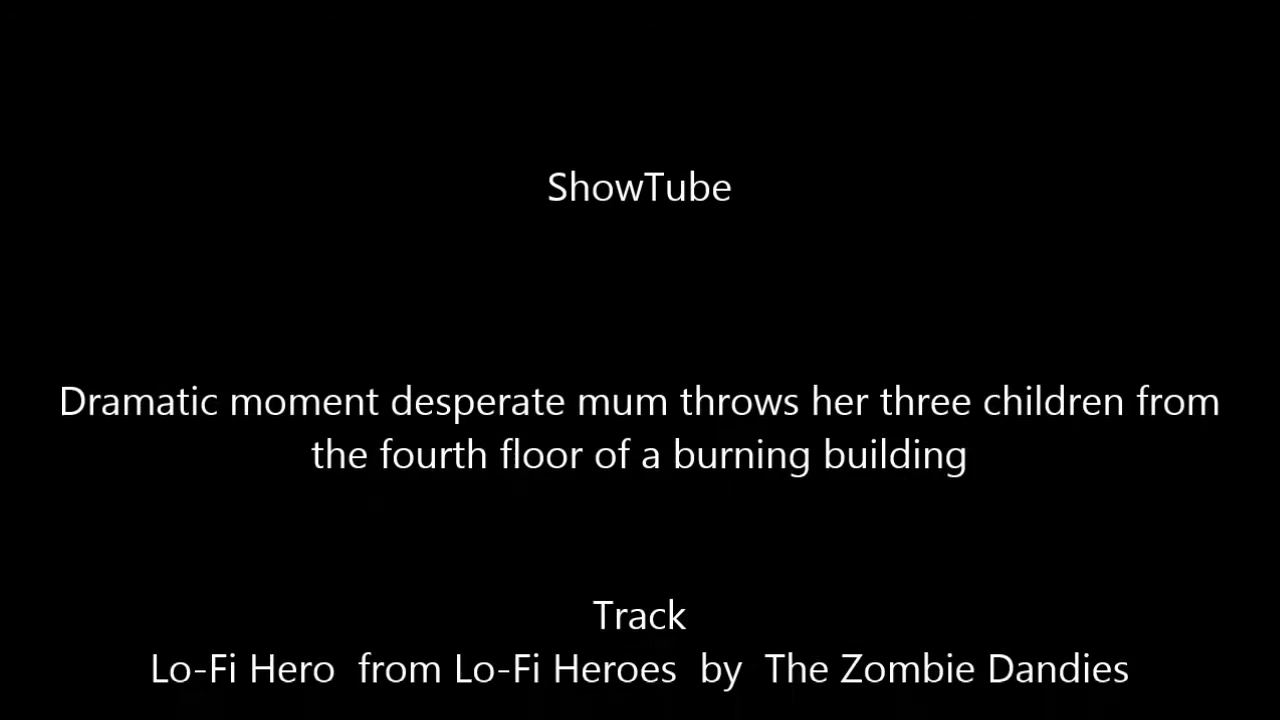 ShowTube
Dramatic moment desperate mum throws her three children from
the fourth floor of a burning building
Track
Lo-Fi Hero  from Lo-Fi Heroes  by  The Zombie Dandies